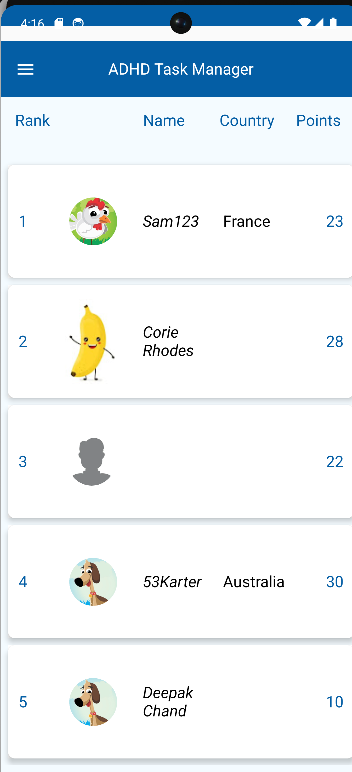 4:16
ADHD Task Manager
Rank Name Country Points
1 Sam123 France 23
2 Corie
Rhodes 28
3 22
4 53Karter Australia 30
5 Deepak
Chand 10